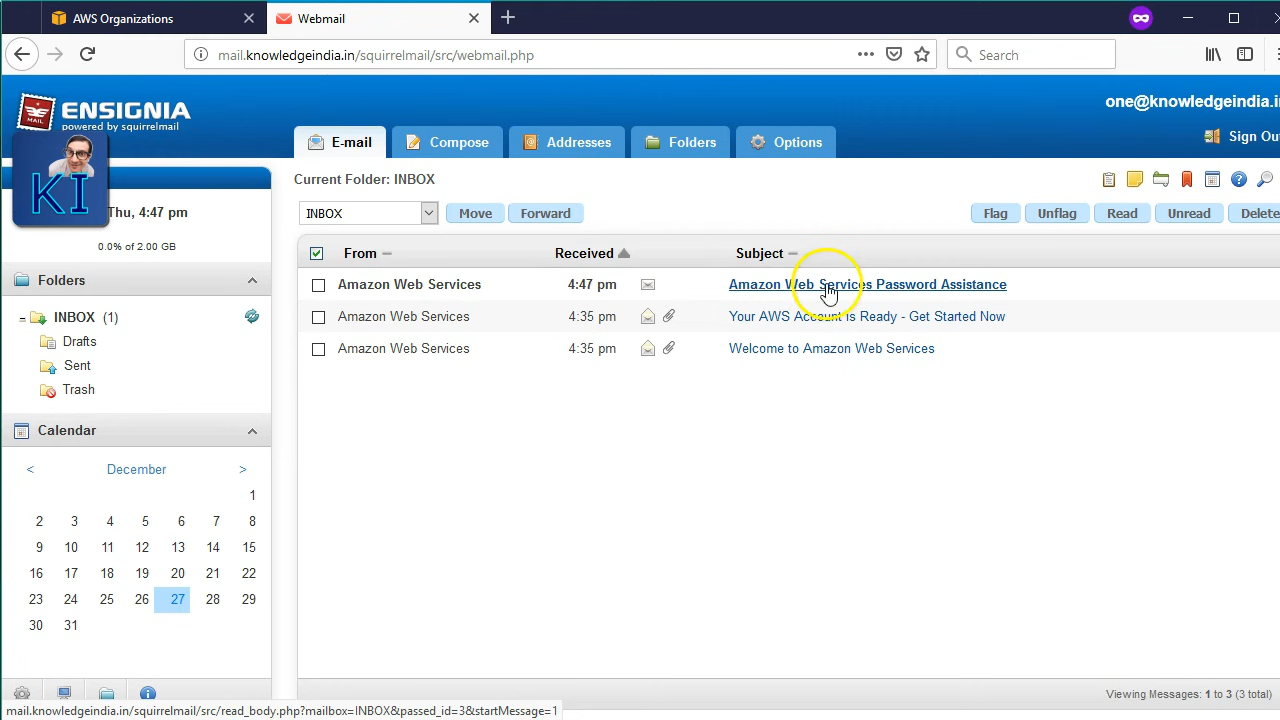 AWS Organizations
Webmail
mail.knowledgeindia.in/squirrelmail/src/webmail.php
Search
MAIL
ENSIGNIA
powered by squirrelmail
E-mail
Compose
Addresses
Folders
Options
one@knowledgeindia.i
Sign Ou
KI
Thu, 4:47 pm
0.0% of 2.00 GB
Folders
INBOX (1)
Drafts
Sent
Trash
Calendar
< December >
1
2 3 4 5 6 7 8
9 10 11 12 13 14 15
16 17 18 19 20 21 22
23 24 25 26 27 28 29
30 31
Current Folder: INBOX
INBOX
Move
Forward
Flag
Unflag
Read
Unread
Delete
From Received Subject
Amazon Web Services 4:47 pm Amazon Web Services Password Assistance
Amazon Web Services 4:35 pm Your AWS Account is Ready - Get Started Now
Amazon Web Services 4:35 pm Welcome to Amazon Web Services
Viewing Messages: 1 to 3 (3 total)
mail.knowledgeindia.in/squirrelmail/src/read_body.php?mailbox=INBOX&passed_id=3&startMessage=1